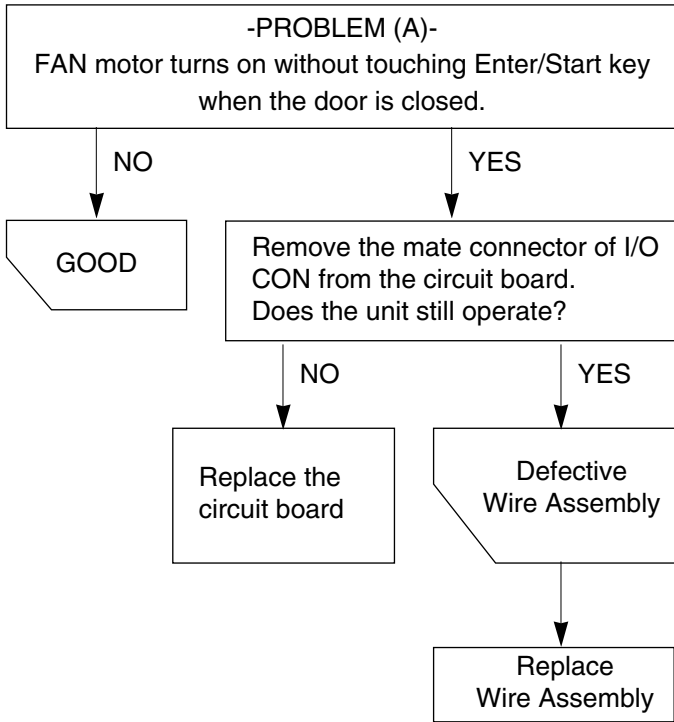 -PROBLEM (A)-
FAN motor turns on without touching Enter/Start key
when the door is closed.
NO
YES
GOOD
Remove the mate connector of I/O
CON from the circuit board.
Does the unit still operate?
NO
YES
Replace the
circuit board
Defective
Wire Assembly
Replace
Wire Assembly